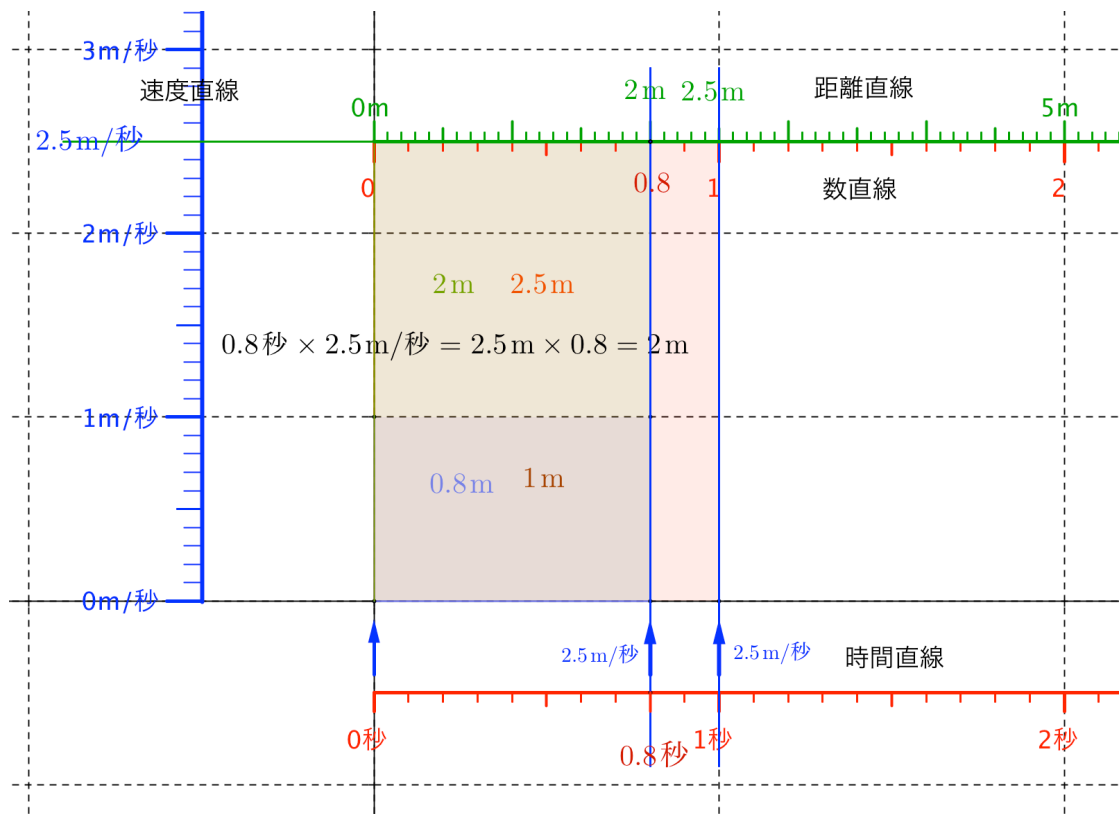 3m/秒
速度直線
0m
2m
2.5m
距離直線
5m
2.5m/秒
0
0.8
1
数直線
2
2m/秒
2m
2.5m
0.8秒 × 2.5m/秒 = 2.5m × 0.8 = 2m
1m/秒
0.8m
1m
0m/秒
2.5m/秒
2.5m/秒
時間直線
0秒
0.8秒
1秒
2秒